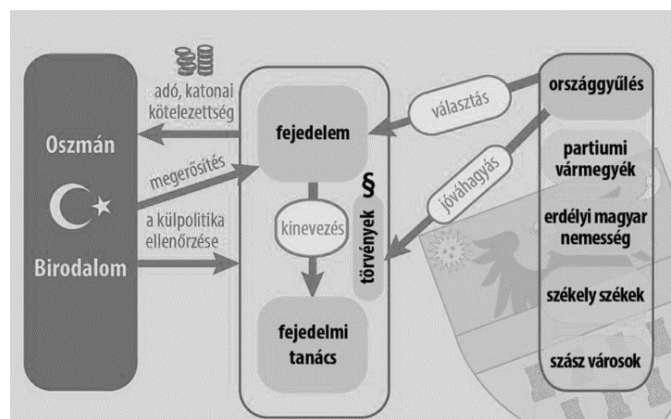 Oszmán
Birodalom
adó, katonai
kötelezettség
megerősítés
a külpolitika
ellenőrzése
fejedelem
kinevezés
§
törvények
fejedelmi
tanács
választás
jóváhagyás
országgyűlés
partiumi
vármegyék
erdélyi magyar
nemesség
székely székek
szász városok